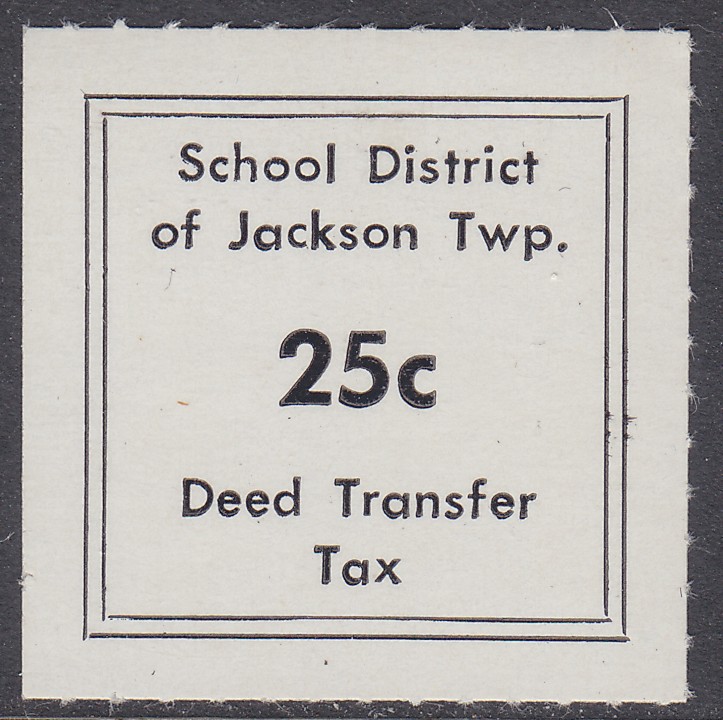 School District
of Jackson Twp.
25c
Deed Transfer
Tax